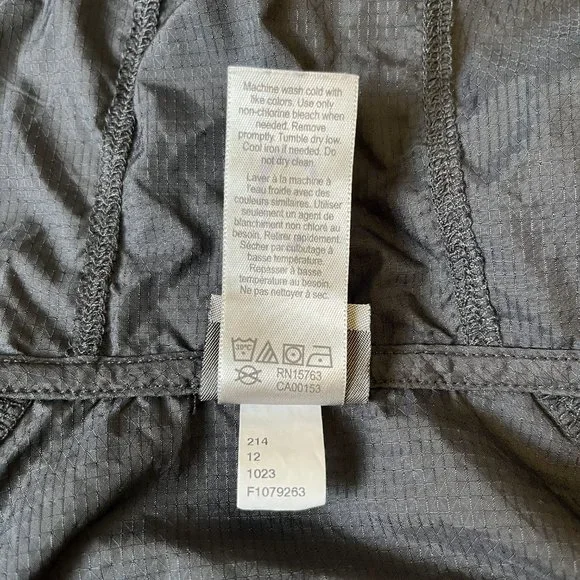 Machine wash cold with
like colors. Use only
non-chlorine bleach when
needed. Remove
promptly. Tumble dry low.
Cool iron if needed. Do
not dry clean.
Laver à la machine à
l'eau froide avec des
couleurs similaires. Utiliser
seulement un agent de
blanchiment non chloré au
besoin. Retirer rapidement.
Sécher par culbutage à
basse température.
Repasser à basse
température au besoin.
Ne pas nettoyer à sec.
RN15763
CA00153
214
12
1023
F1079263